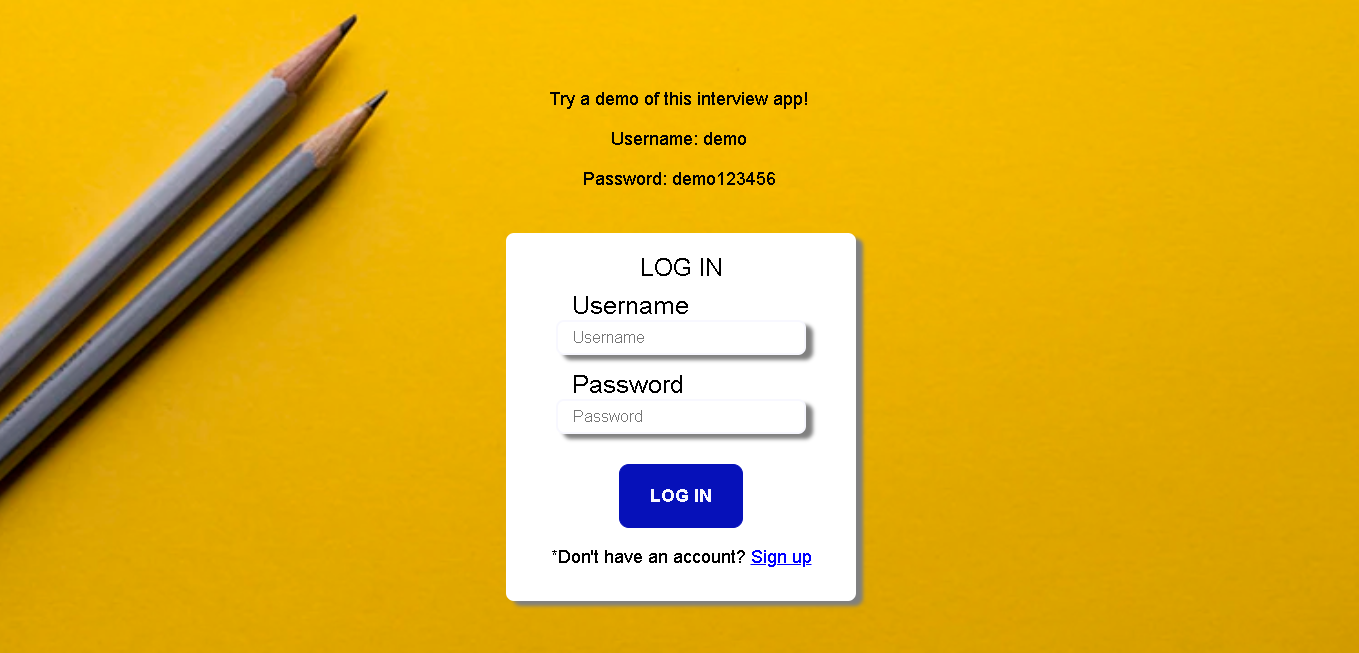 Try a demo of this interview app!
Username: demo
Password: demo123456
LOG IN
Username
Username
Password
Password
LOG IN
*Don't have an account? Sign up